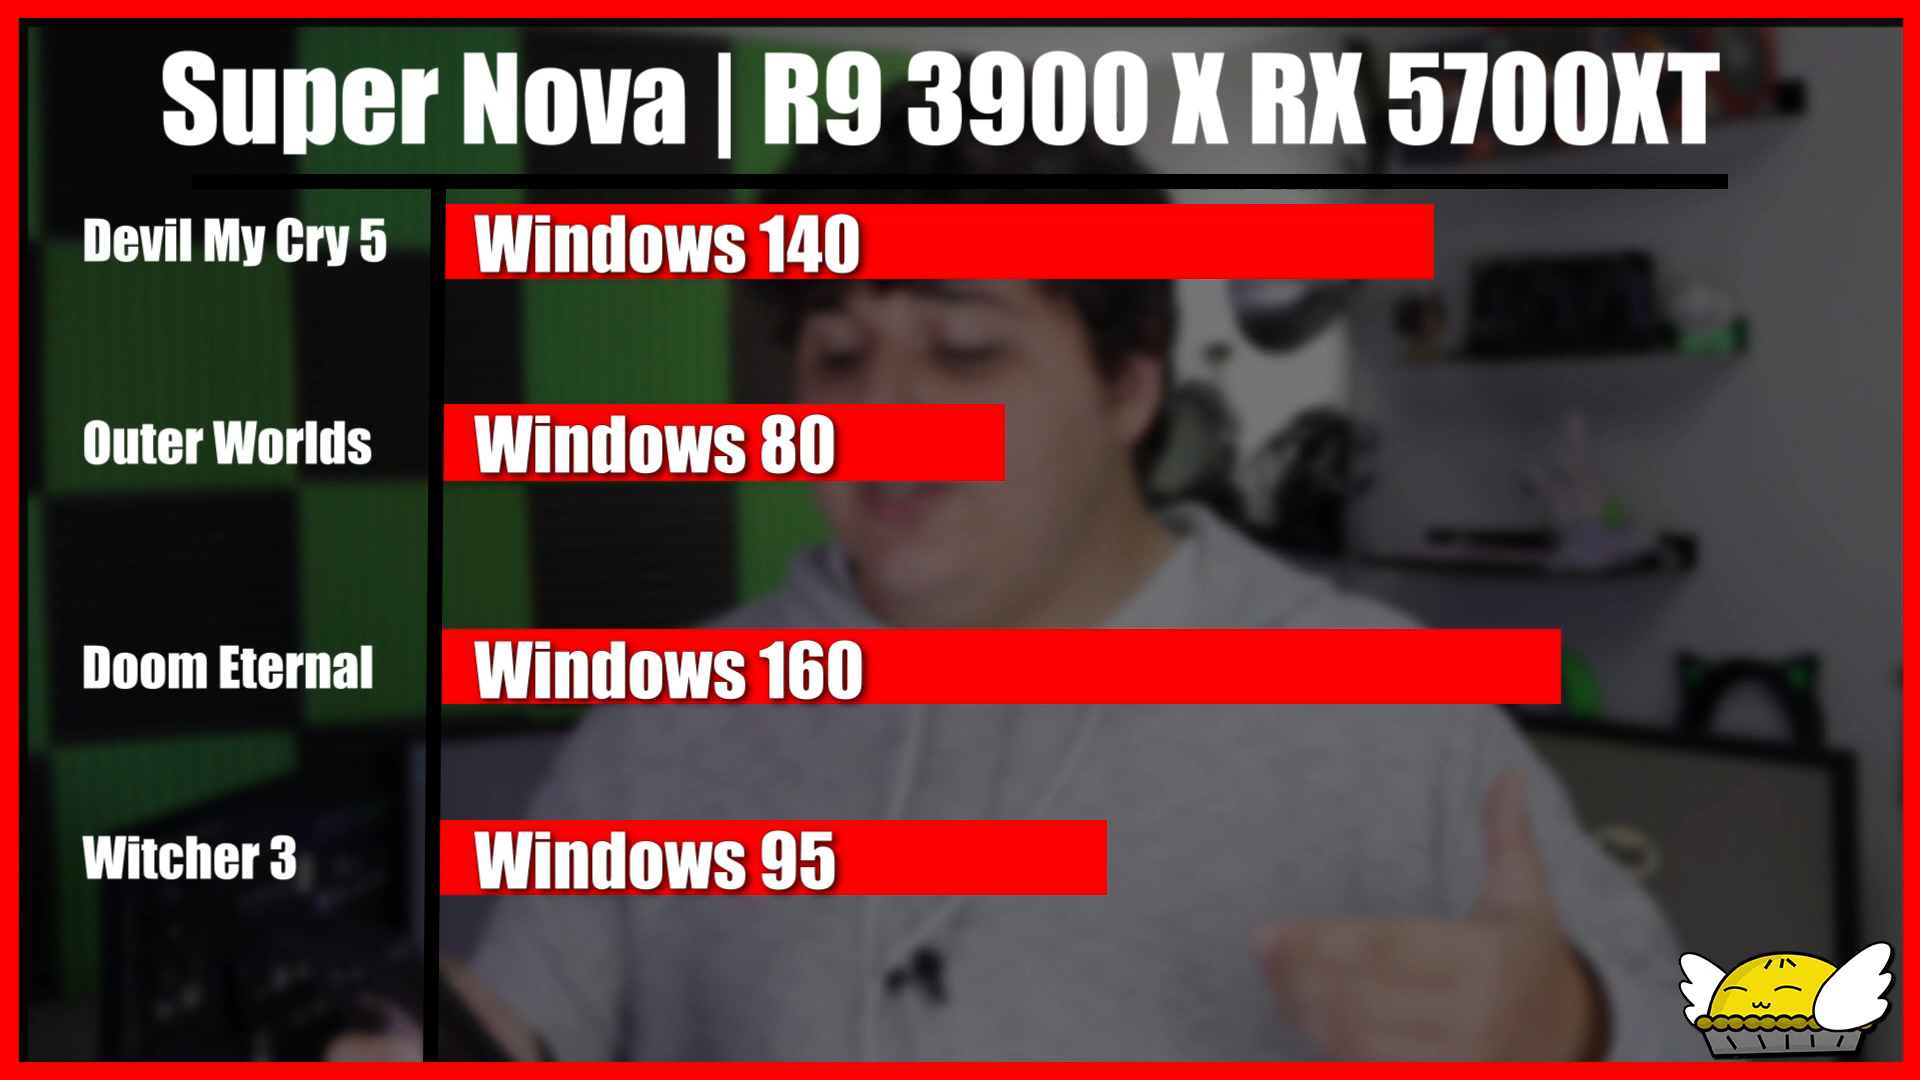 Super Nova | R9 3900 X RX 5700XT
Devil My Cry 5
Windows 140
Outer Worlds
Windows 80
Doom Eternal
Windows 160
Witcher 3
Windows 95